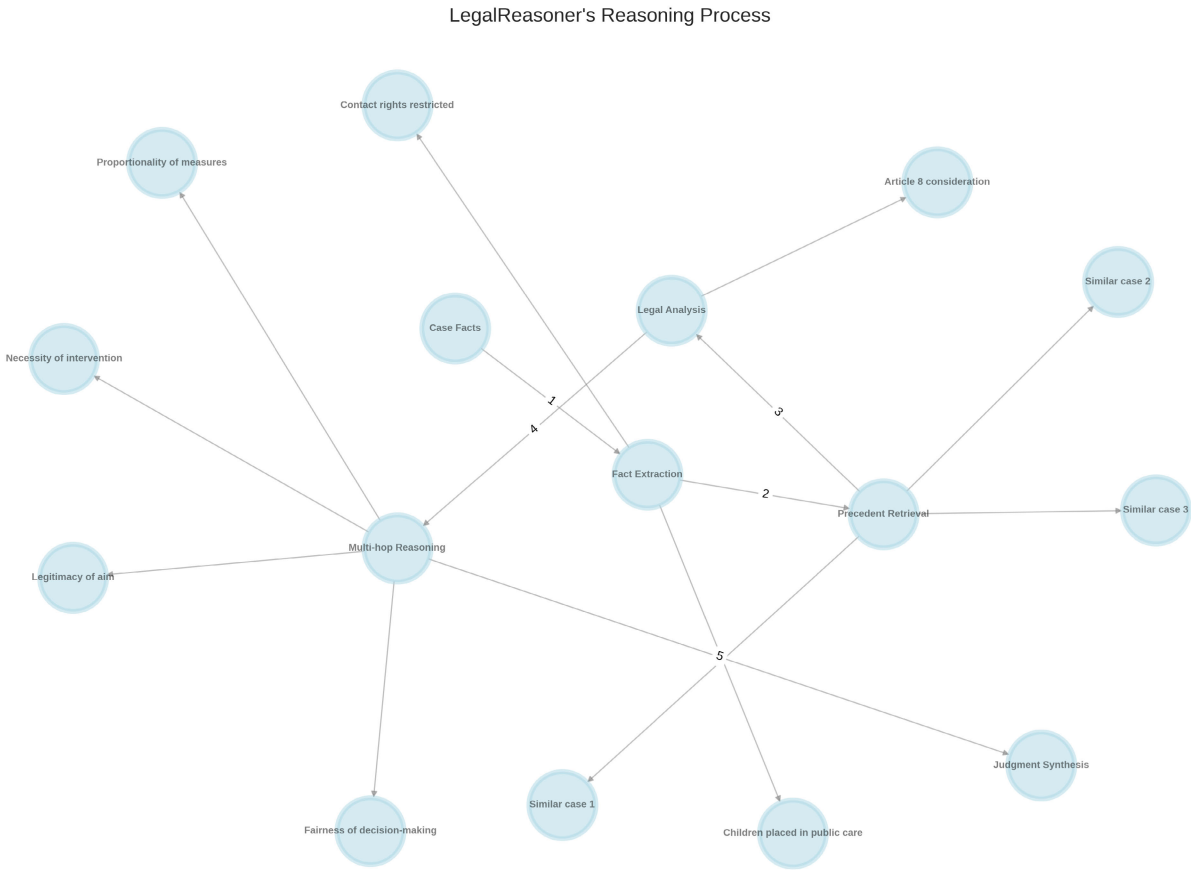 LegalReasoner's Reasoning Process
Contact rights restricted
Proportionality of measures
Article 8 consideration
Similar case 2
Legal Analysis
Case Facts
Necessity of intervention
1
3
4
Fact Extraction
2
Similar case 3
Precedent Retrieval
Multi-hop Reasoning
Legitimacy of aim
5
Judgment Synthesis
Similar case 1
Fairness of decision-making
Children placed in public care